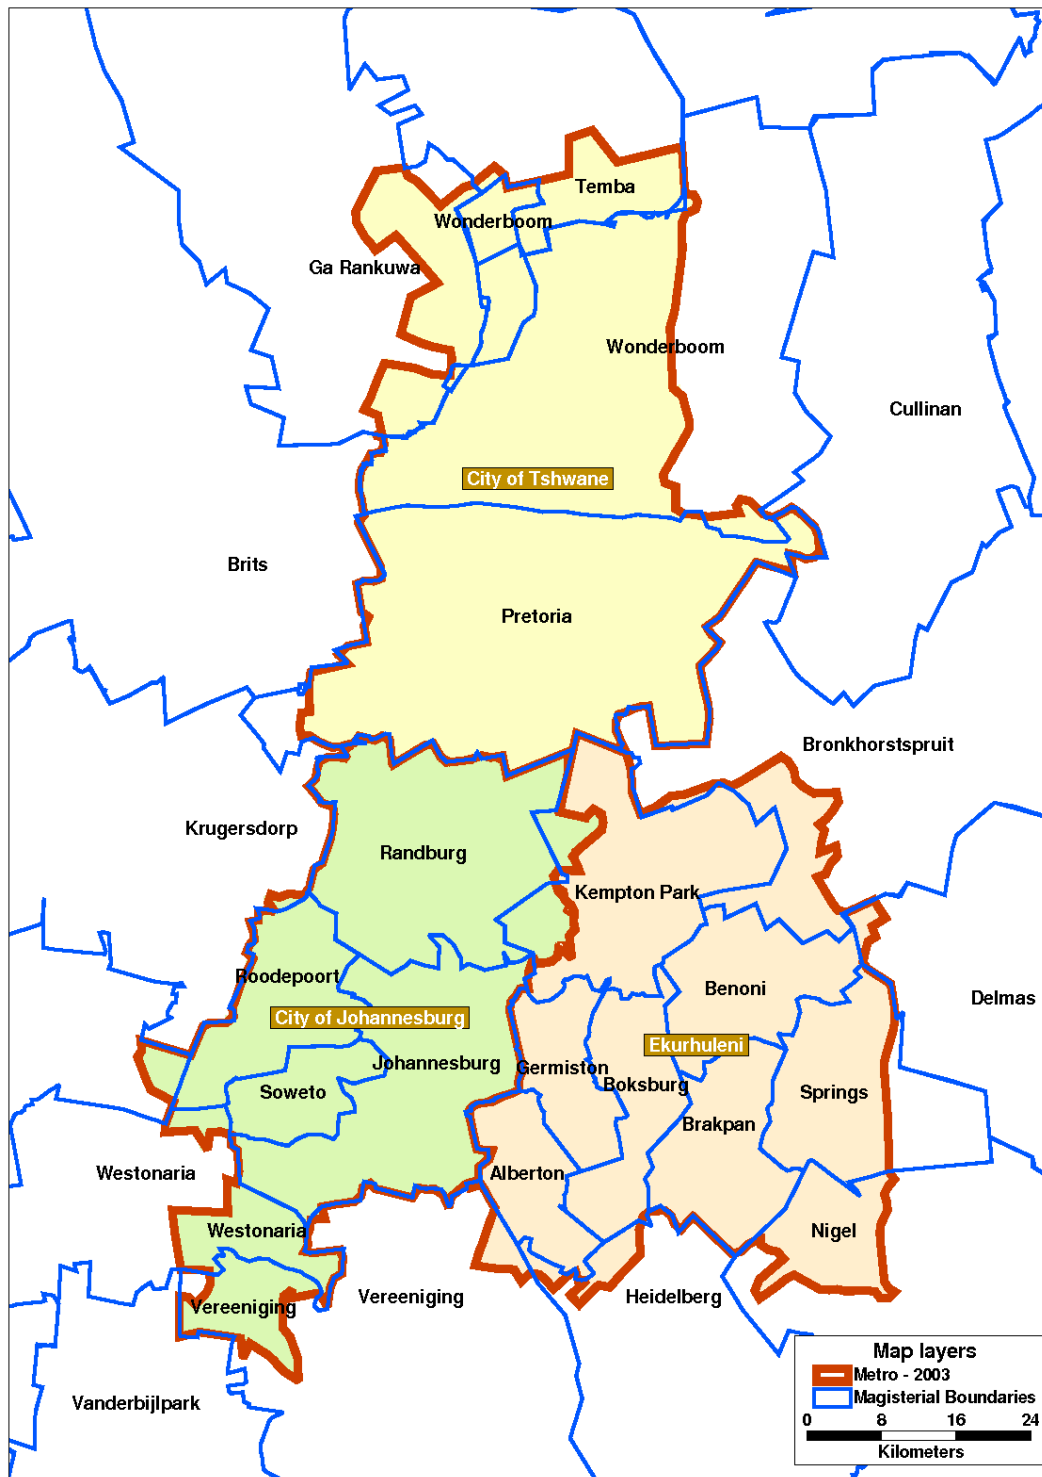 Temba
Wonderboom
Ga Rankuwa
Wonderboom
Cullinan
City of Tshwane
Brits
Pretoria
Bronkhorstspruit
Krugersdorp
Randburg
Kempton Park
Roodepoort
Benoni
Delmas
City of Johannesburg
Ekurhuleni
Johannesburg
Germiston
Boksburg
Soweto
Springs
Brakpan
Westonaria
Alberton
Westonaria
Nigel
Vereeniging
Vereeniging
Heidelberg
Vanderbijlpark
Map layers
Metro - 2003
Magisterial Boundaries
0 8 16 24
Kilometers